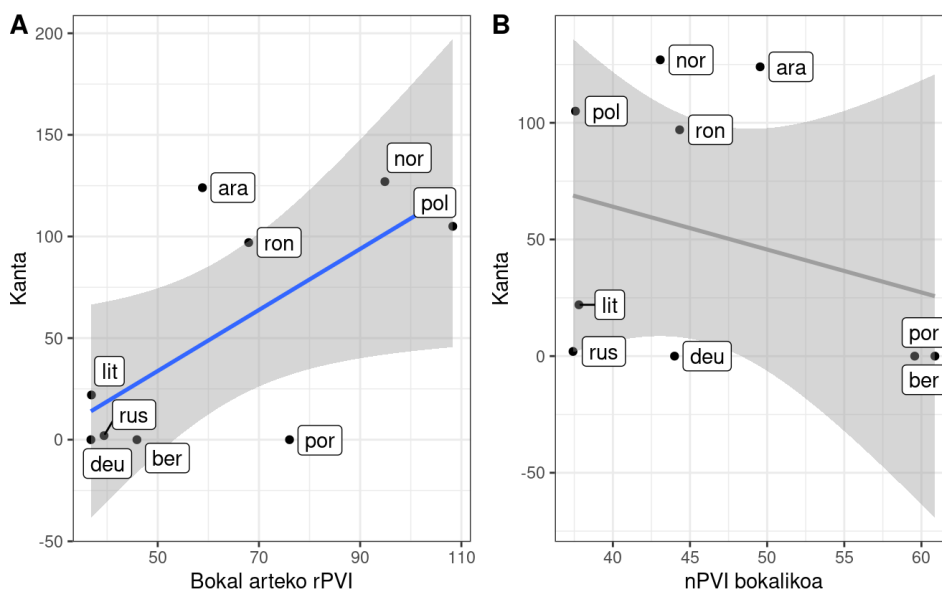 A
200
150
100
50
0
-50
Kanta
ara
nor
pol
ron
lit
rus
deu
ber
por
50
70
90
110
Bokal arteko rPVI
B
100
50
0
-50
Kanta
nor
ara
pol
ron
lit
rus
deu
por
ber
40
45
50
55
60
nPVI bokalikoa